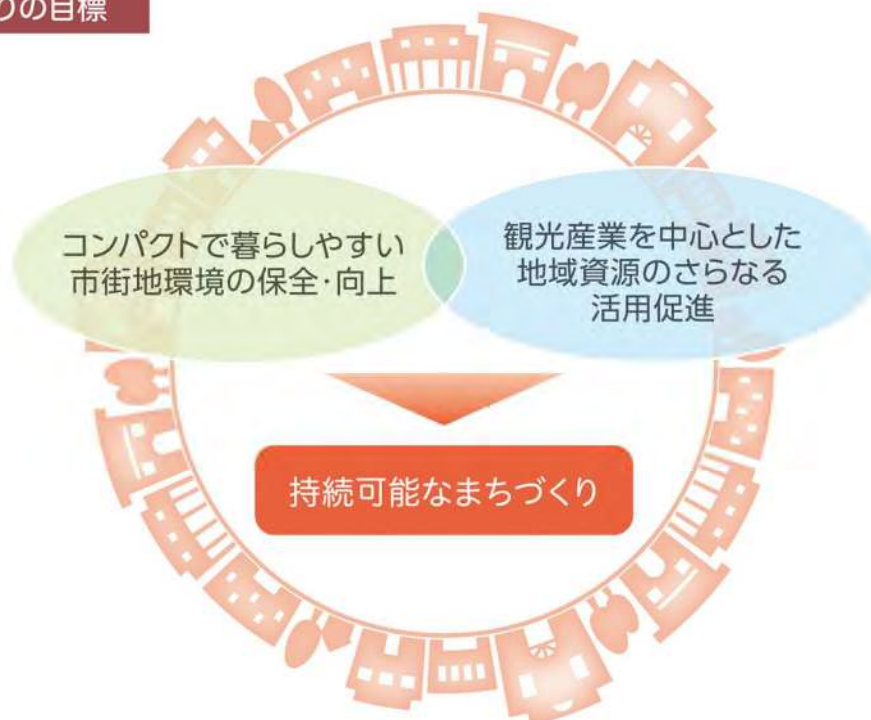 りの目標
コンパクトで暮らしやすい
市街地環境の保全・向上
観光産業を中心とした
地域資源のさらなる
活用促進
持続可能なまちづくり